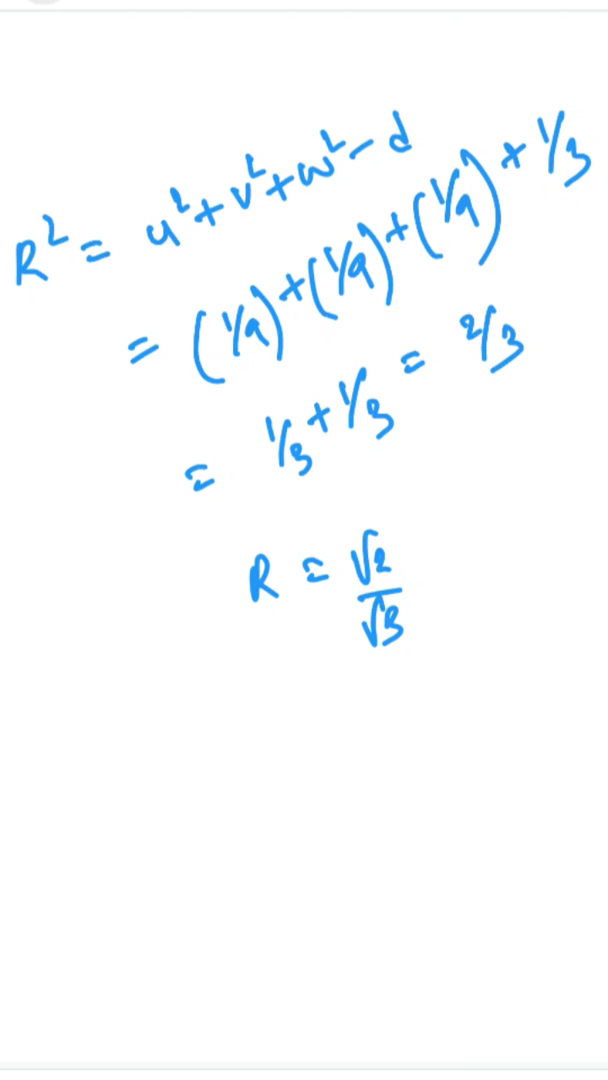 R² = u² + v² + w² - d
= (1/9) + (1/9) + (1/9) + 1/3
= 1/3 + 1/3 = 2/3
R = √2/√3